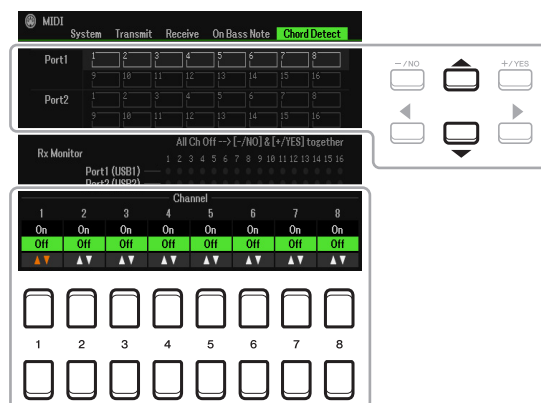 MIDI
System Transmit Receive On Bass Note Chord Detect
Port1 1 2 3 4 5 6 7 8
9 10 11 12 13 14 15 16
Port2 1 2 3 4 5 6 7 8
9 10 11 12 13 14 15 16
-/NO +/YES
All Ch Off --> [-/NO] & [+/YES] together
Rx Monitor 1 2 3 4 5 6 7 8 9 10 11 12 13 14 15 16
Port1 (USB1)
Port2 (USB2)
Channel
1 2 3 4 5 6 7 8
On On On On On On On On
Off Off Off Off Off Off Off Off
1 2 3 4 5 6 7 8